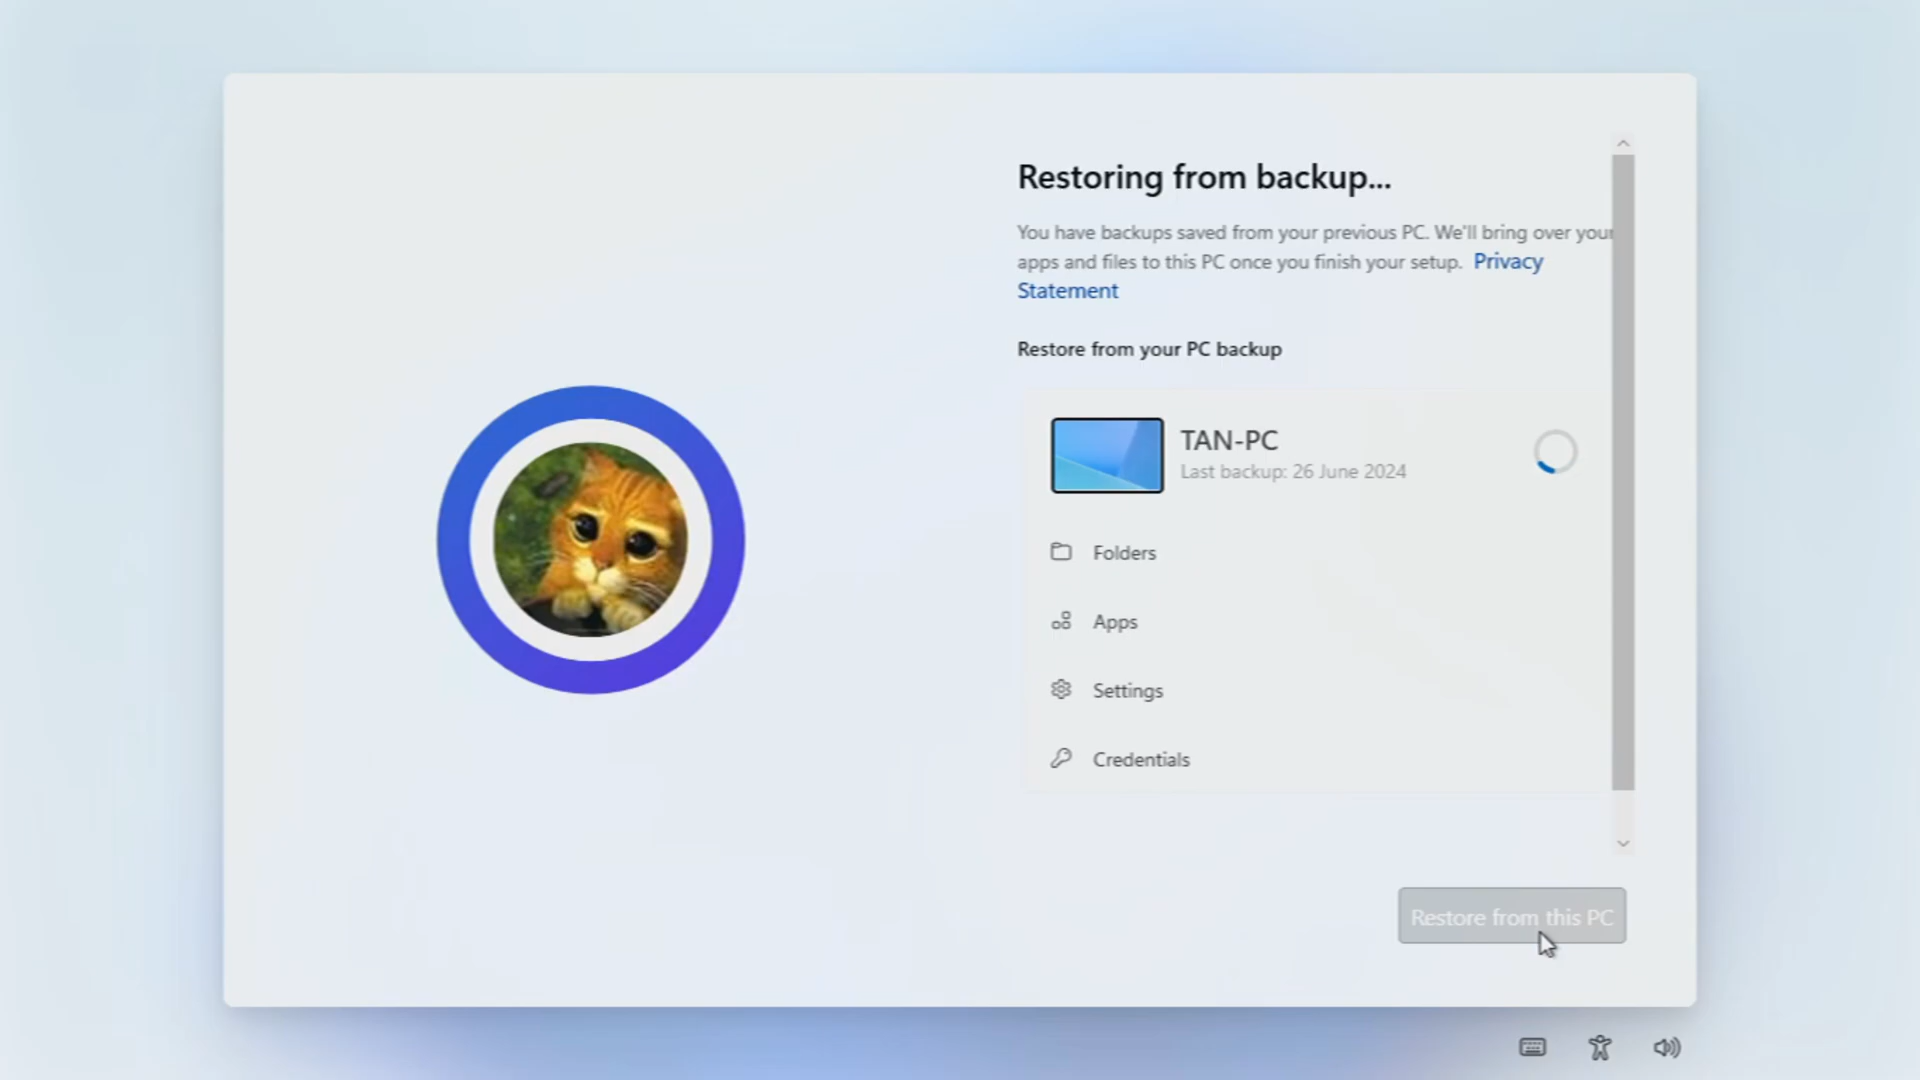 Restoring from backup...
You have backups saved from your previous PC. We'll bring over your
apps and files to this PC once you finish your setup. Privacy
Statement
Restore from your PC backup
TAN-PC
Last backup: 26 June 2024
Folders
Apps
Settings
Credentials
Restore from this PC